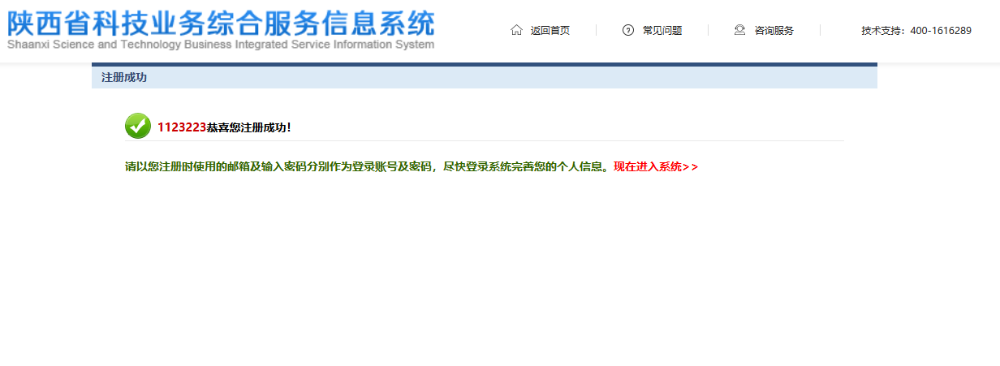 陕西省科技业务综合服务信息系统
Shaanxi Science and Technology Business Integrated Service Information System
返回首页
常见问题
咨询服务
技术支持：400-1616289
注册成功
1123223恭喜您注册成功！
请以您注册时使用的邮箱及输入密码分别作为登录账号及密码，尽快登录系统完善您的个人信息。现在进入系统>>